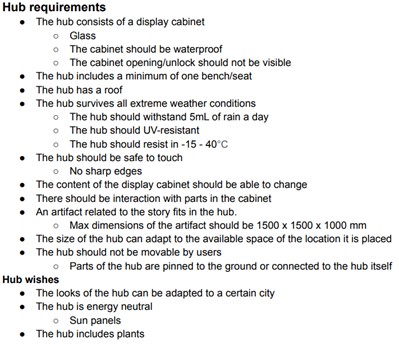 Hub requirements
● The hub consists of a display cabinet
○ Glass
○ The cabinet should be waterproof
○ The cabinet opening/unlock should not be visible
● The hub includes a minimum of one bench/seat
● The hub has a roof
● The hub survives all extreme weather conditions
○ The hub should withstand 5mL of rain a day
○ The hub should UV-resistant
○ The hub should resist in -15 - 40°C
● The hub should be safe to touch
○ No sharp edges
● The content of the display cabinet should be able to change
● There should be interaction with parts in the cabinet
● An artifact related to the story fits in the hub.
○ Max dimensions of the artifact should be 1500 x 1500 x 1000 mm
● The size of the hub can adapt to the available space of the location it is placed
● The hub should not be movable by users
○ Parts of the hub are pinned to the ground or connected to the hub itself
Hub wishes
● The looks of the hub can be adapted to a certain city
● The hub is energy neutral
○ Sun panels
● The hub includes plants